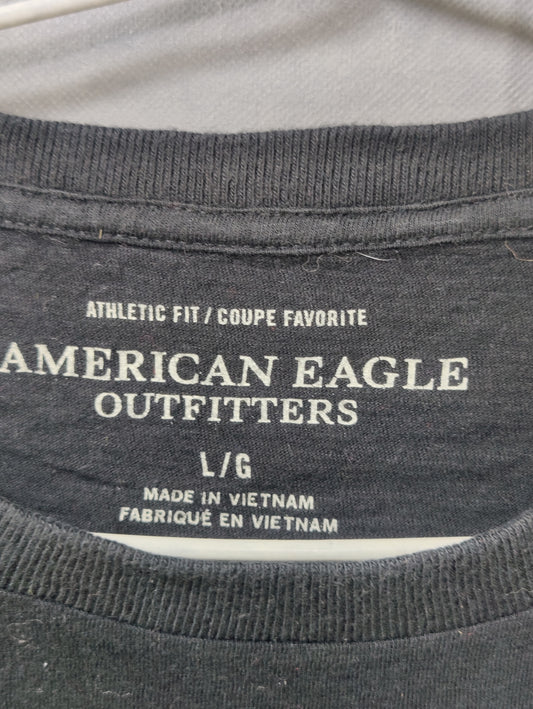 ATHLETIC FIT / COUPE FAVORITE
AMERICAN EAGLE
OUTFITTERS
L/G
MADE IN VIETNAM
FABRIQUÉ EN VIETNAM